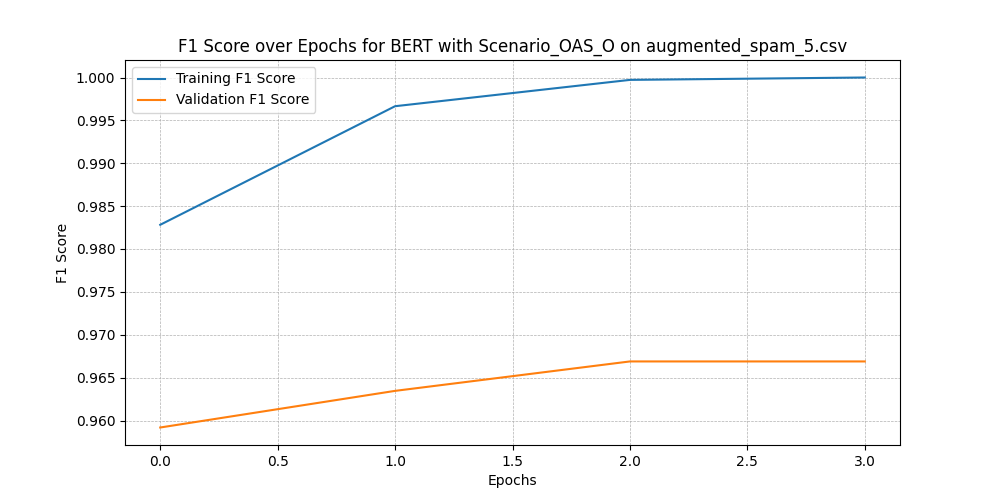 F1 Score over Epochs for BERT with Scenario_OAS_O on augmented_spam_5.csv
Training F1 Score
Validation F1 Score
1.000
0.995
0.990
0.985
0.980
0.975
0.970
0.965
0.960
F1 Score
0.0 0.5 1.0 1.5 2.0 2.5 3.0
Epochs